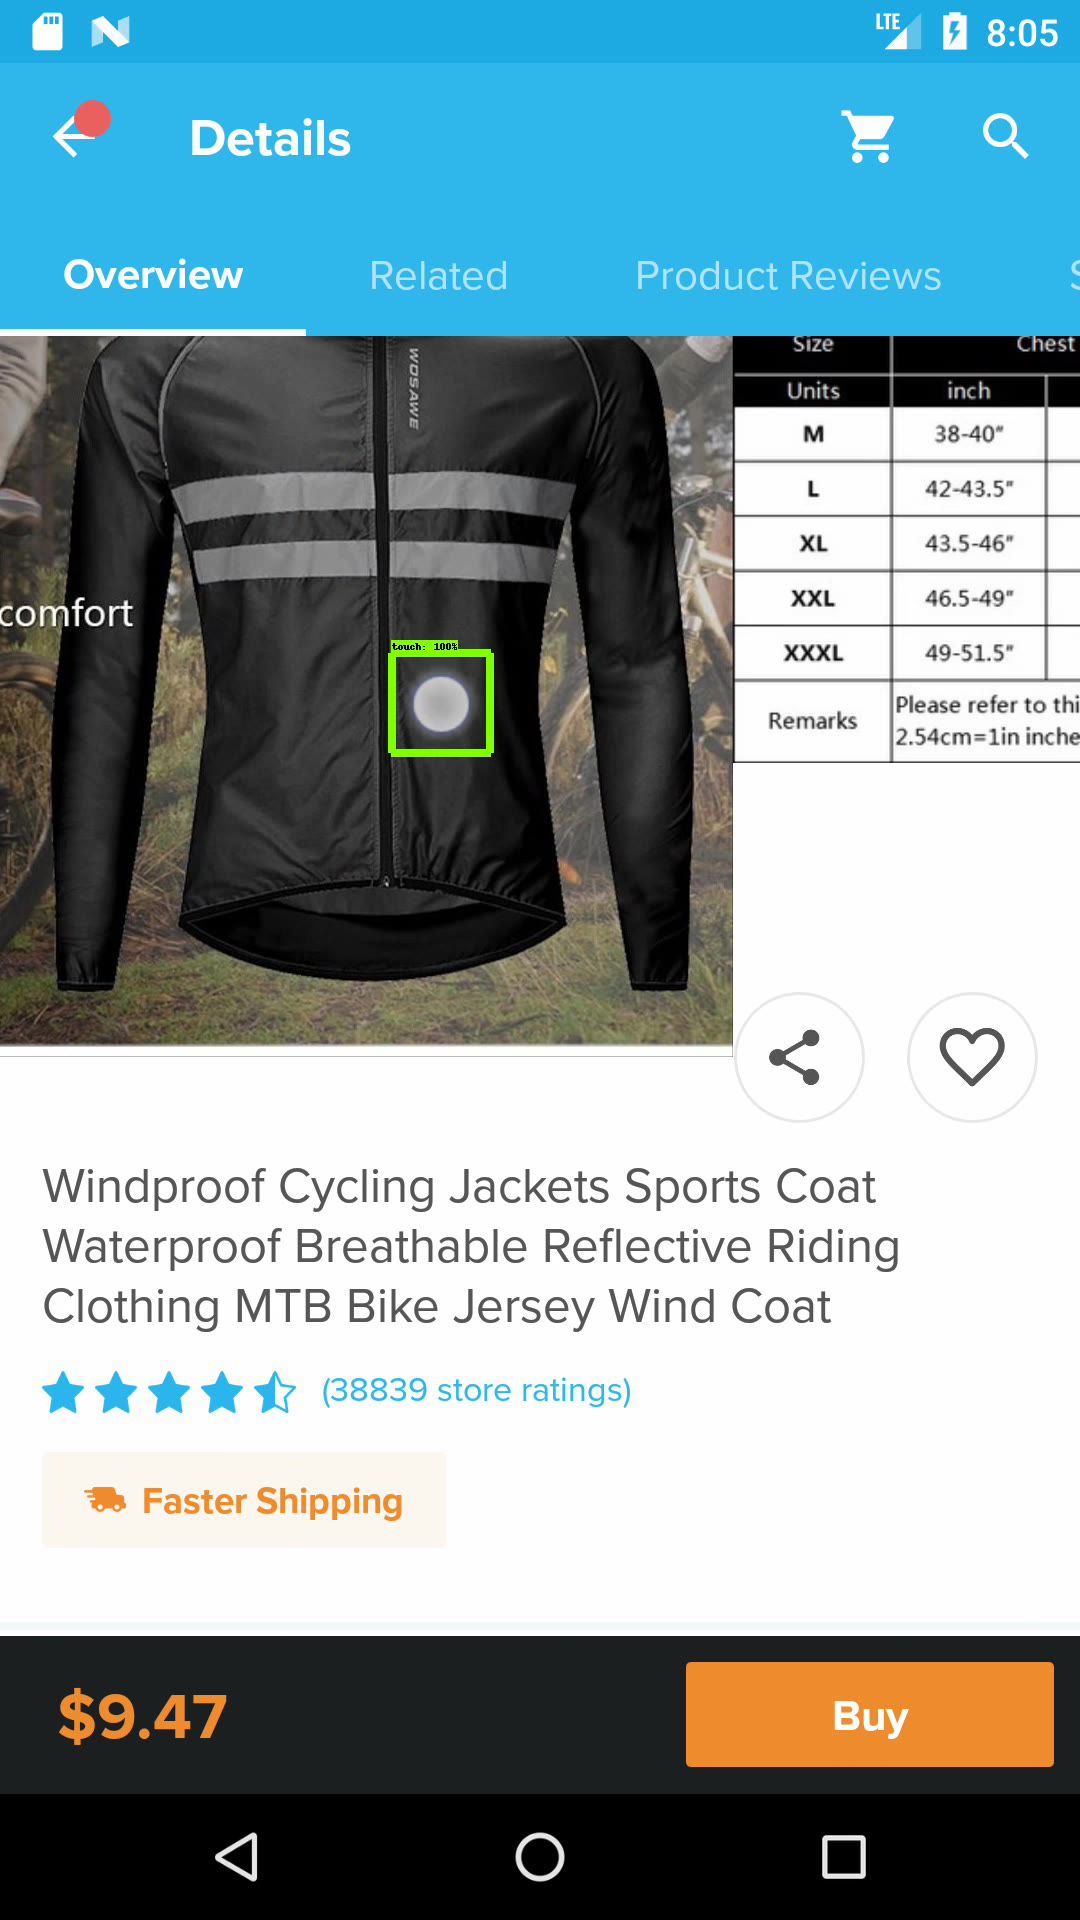 LTE 8:05
Details
Overview Related Product Reviews
WOSAWE
comfort
touch: 100%
Size Chest
Units inch
M 38-40"
L 42-43.5"
XL 43.5-46"
XXL 46.5-49"
XXXL 49-51.5"
Remarks Please refer to thi
2.54cm=1in inche
Windproof Cycling Jackets Sports Coat
Waterproof Breathable Reflective Riding
Clothing MTB Bike Jersey Wind Coat
(38839 store ratings)
Faster Shipping
$9.47 Buy